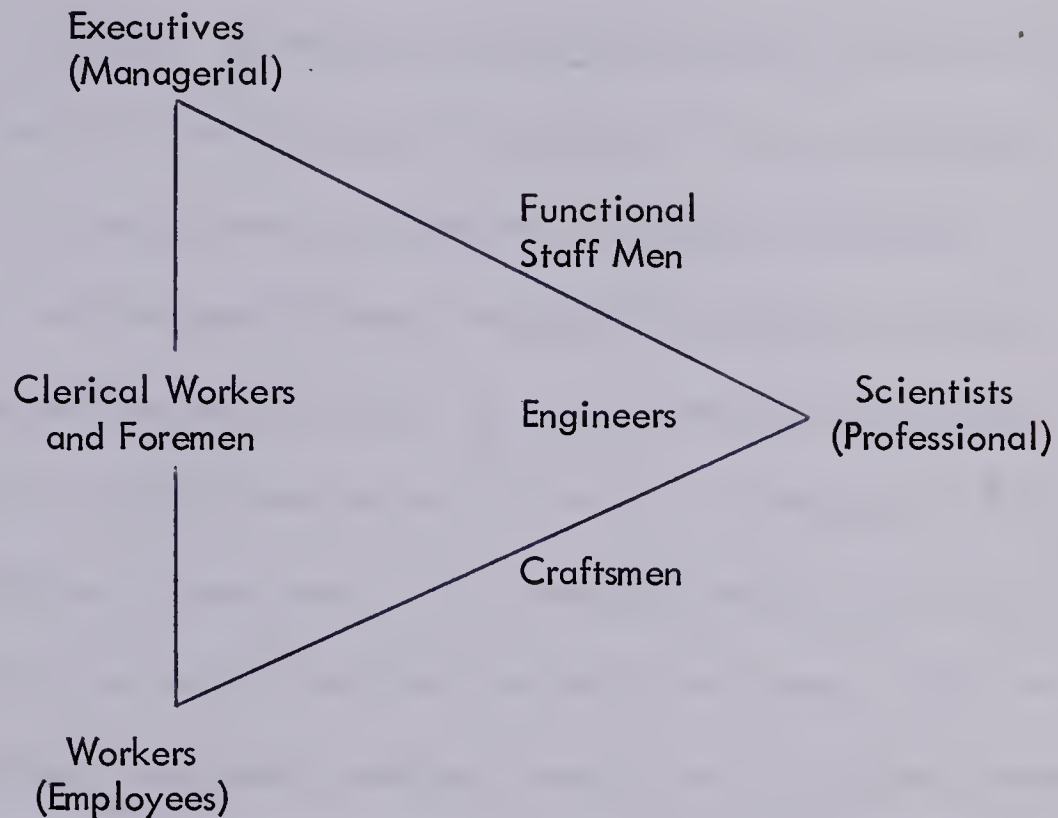 Executives
(Managerial)
Functional
Staff Men
Clerical Workers
and Foremen
Engineers
Scientists
(Professional)
Craftsmen
Workers
(Employees)